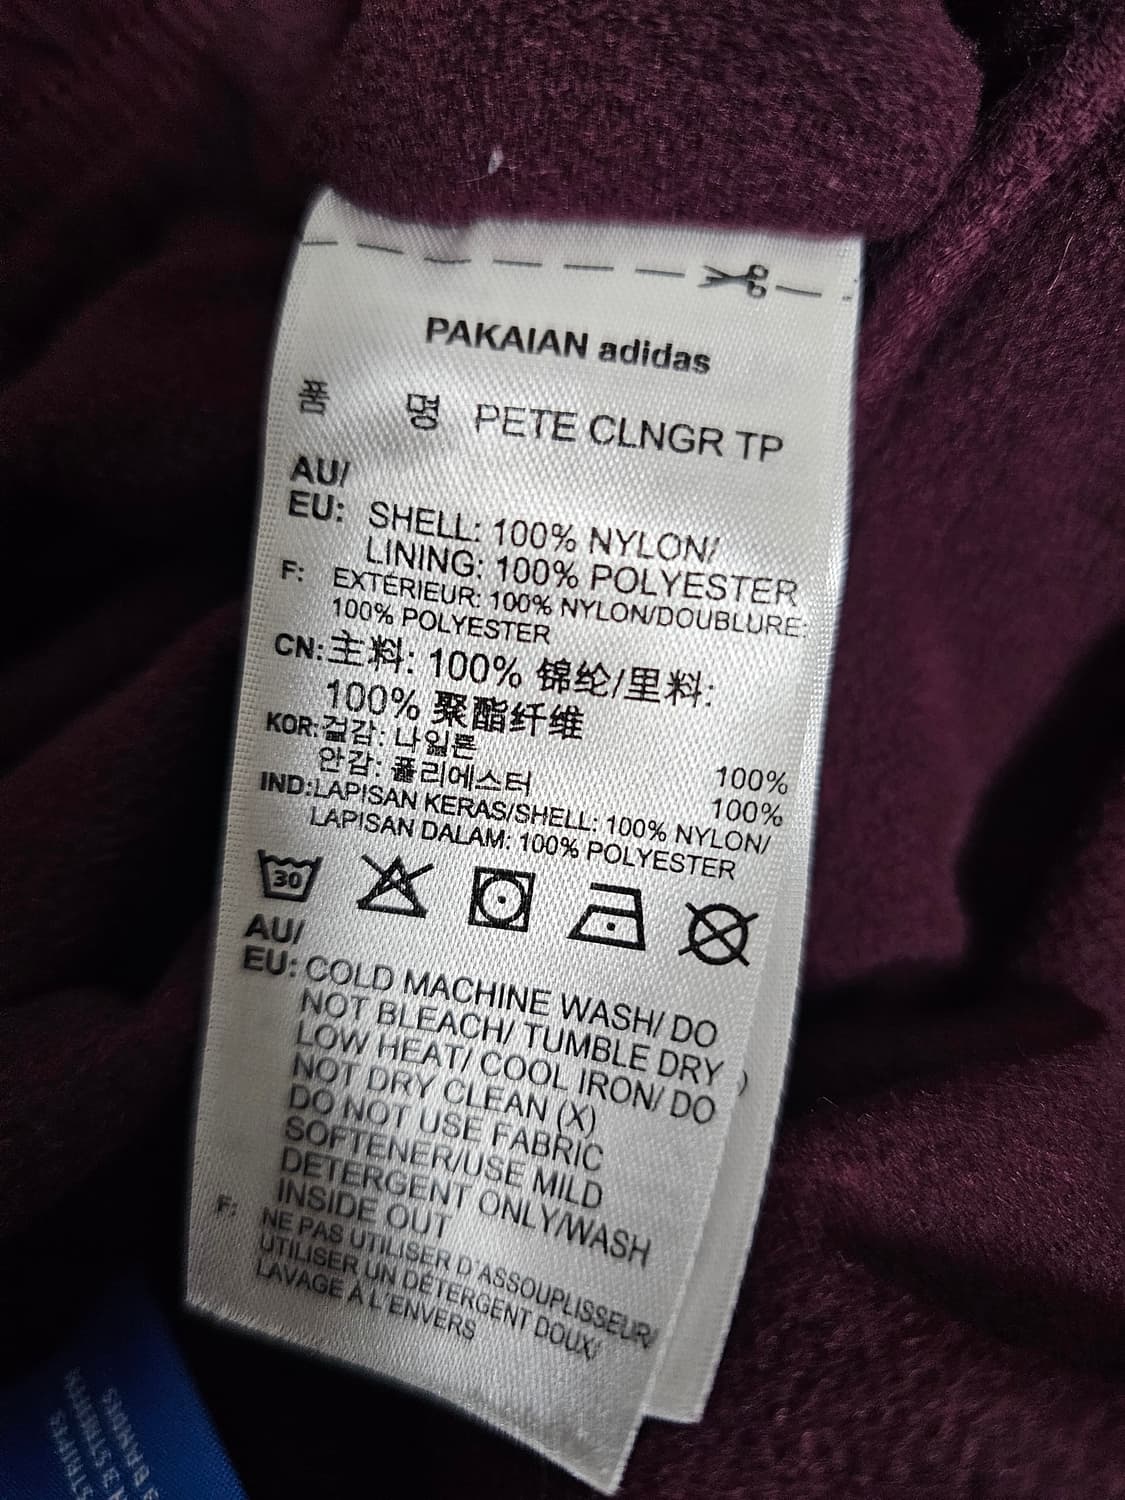 PAKAIAN adidas
품 명 PETE CLNGR TP
AU/
EU: SHELL: 100% NYLON/
LINING: 100% POLYESTER
F: EXTÉRIEUR: 100% NYLON/DOUBLURE:
100% POLYESTER
CN:主料: 100% 锦纶/里料:
100% 聚酯纤维
KOR:겉감: 나일론 100%
안감: 폴리에스터 100%
IND:LAPISAN KERAS/SHELL: 100% NYLON/
LAPISAN DALAM: 100% POLYESTER
30
AU/
EU: COLD MACHINE WASH/ DO
NOT BLEACH/ TUMBLE DRY
LOW HEAT/ COOL IRON/ DO
NOT DRY CLEAN (X)
DO NOT USE FABRIC
SOFTENER/USE MILD
DETERGENT ONLY/WASH
INSIDE OUT
F: NE PAS UTILISER D'ASSOUPLISSEUR/
UTILISER UN DÉTERGENT DOUX/
LAVAGE À L'ENVERS